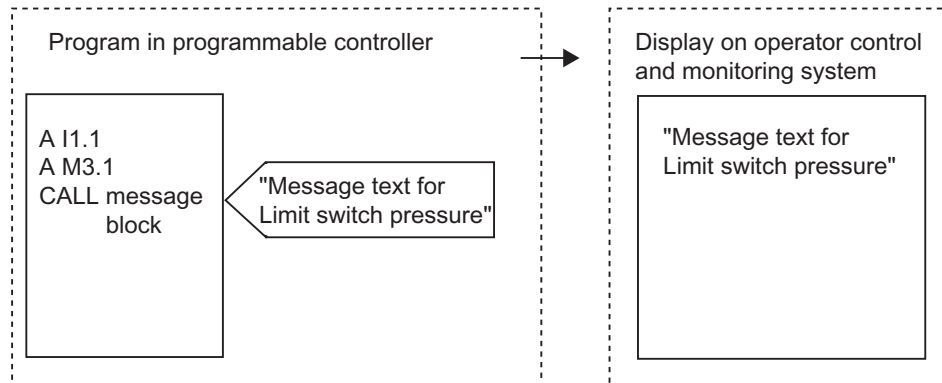 Program in programmable controller
A I1.1
A M3.1
CALL message
block
"Message text for
Limit switch pressure"
Display on operator control
and monitoring system
"Message text for
Limit switch pressure"